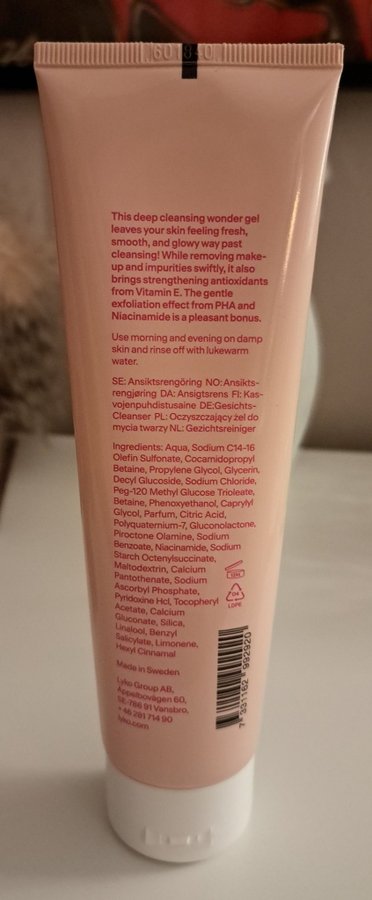 This deep cleansing wonder gel
leaves your skin feeling fresh,
smooth, and glowy way past
cleansing! While removing make-
up and impurities swiftly, it also
brings strengthening antioxidants
from Vitamin E. The gentle
exfoliation effect from PHA and
Niacinamide is a pleasant bonus.
Use morning and evening on damp
skin and rinse off with lukewarm
water.
SE: Ansiktsrengöring NO: Ansikts-
rengjøring DA: Ansigtsrens FI: Kas-
vojenpuhdistusaine DE: Gesichts-
Cleanser PL: Oczyszczający żel do
mycia twarzy NL: Gezichtsreiniger
Ingredients: Aqua, Sodium C14-16
Olefin Sulfonate, Cocamidopropyl
Betaine, Propylene Glycol, Glycerin,
Decyl Glucoside, Sodium Chloride,
Peg-120 Methyl Glucose Trioleate,
Betaine, Phenoxyethanol, Caprylyl
Glycol, Parfum, Citric Acid,
Polyquaternium-7, Gluconolactone,
Piroctone Olamine, Sodium
Benzoate, Niacinamide, Sodium
Starch Octenylsuccinate,
Maltodextrin, Calcium
Pantothenate, Sodium
Ascorbyl Phosphate,
Pyridoxine Hcl, Tocopheryl
Acetate, Calcium
Gluconate, Silica,
Linalool, Benzyl
Salicylate, Limonene,
Hexyl Cinnamal
12M
04
LDPE
Made in Sweden
Lyko Group AB,
Appelbovägen 60,
SE-786 91 Vansbro,
+46 281 714 90
lyko.com
7 331162 992920